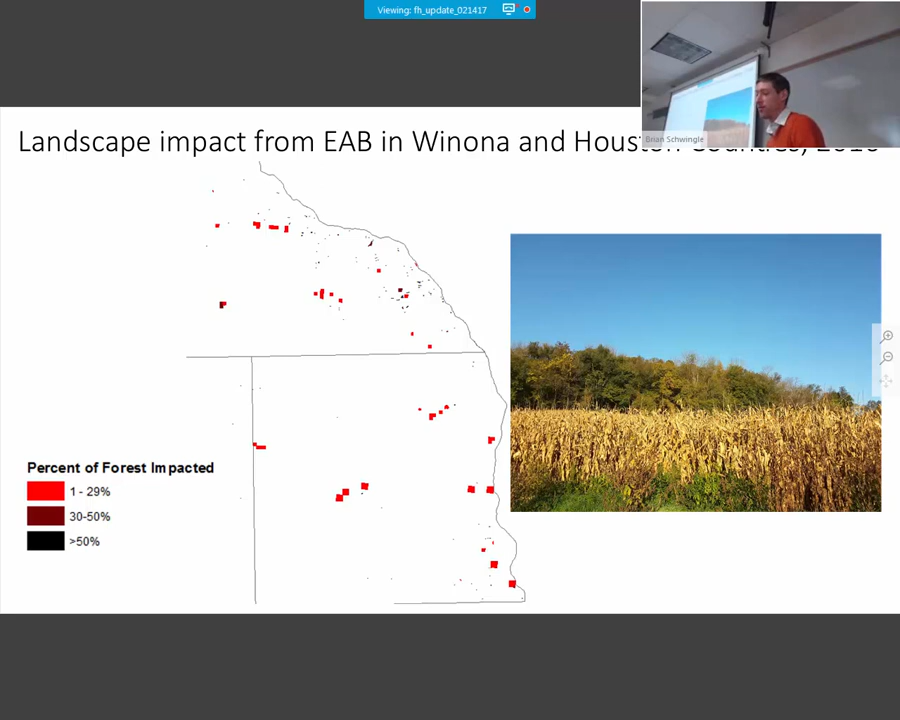 Viewing: fh_update_021417
Brian Schwingle
Landscape impact from EAB in Winona and Houston Counties, 2016
Percent of Forest Impacted
1 - 29%
30-50%
>50%